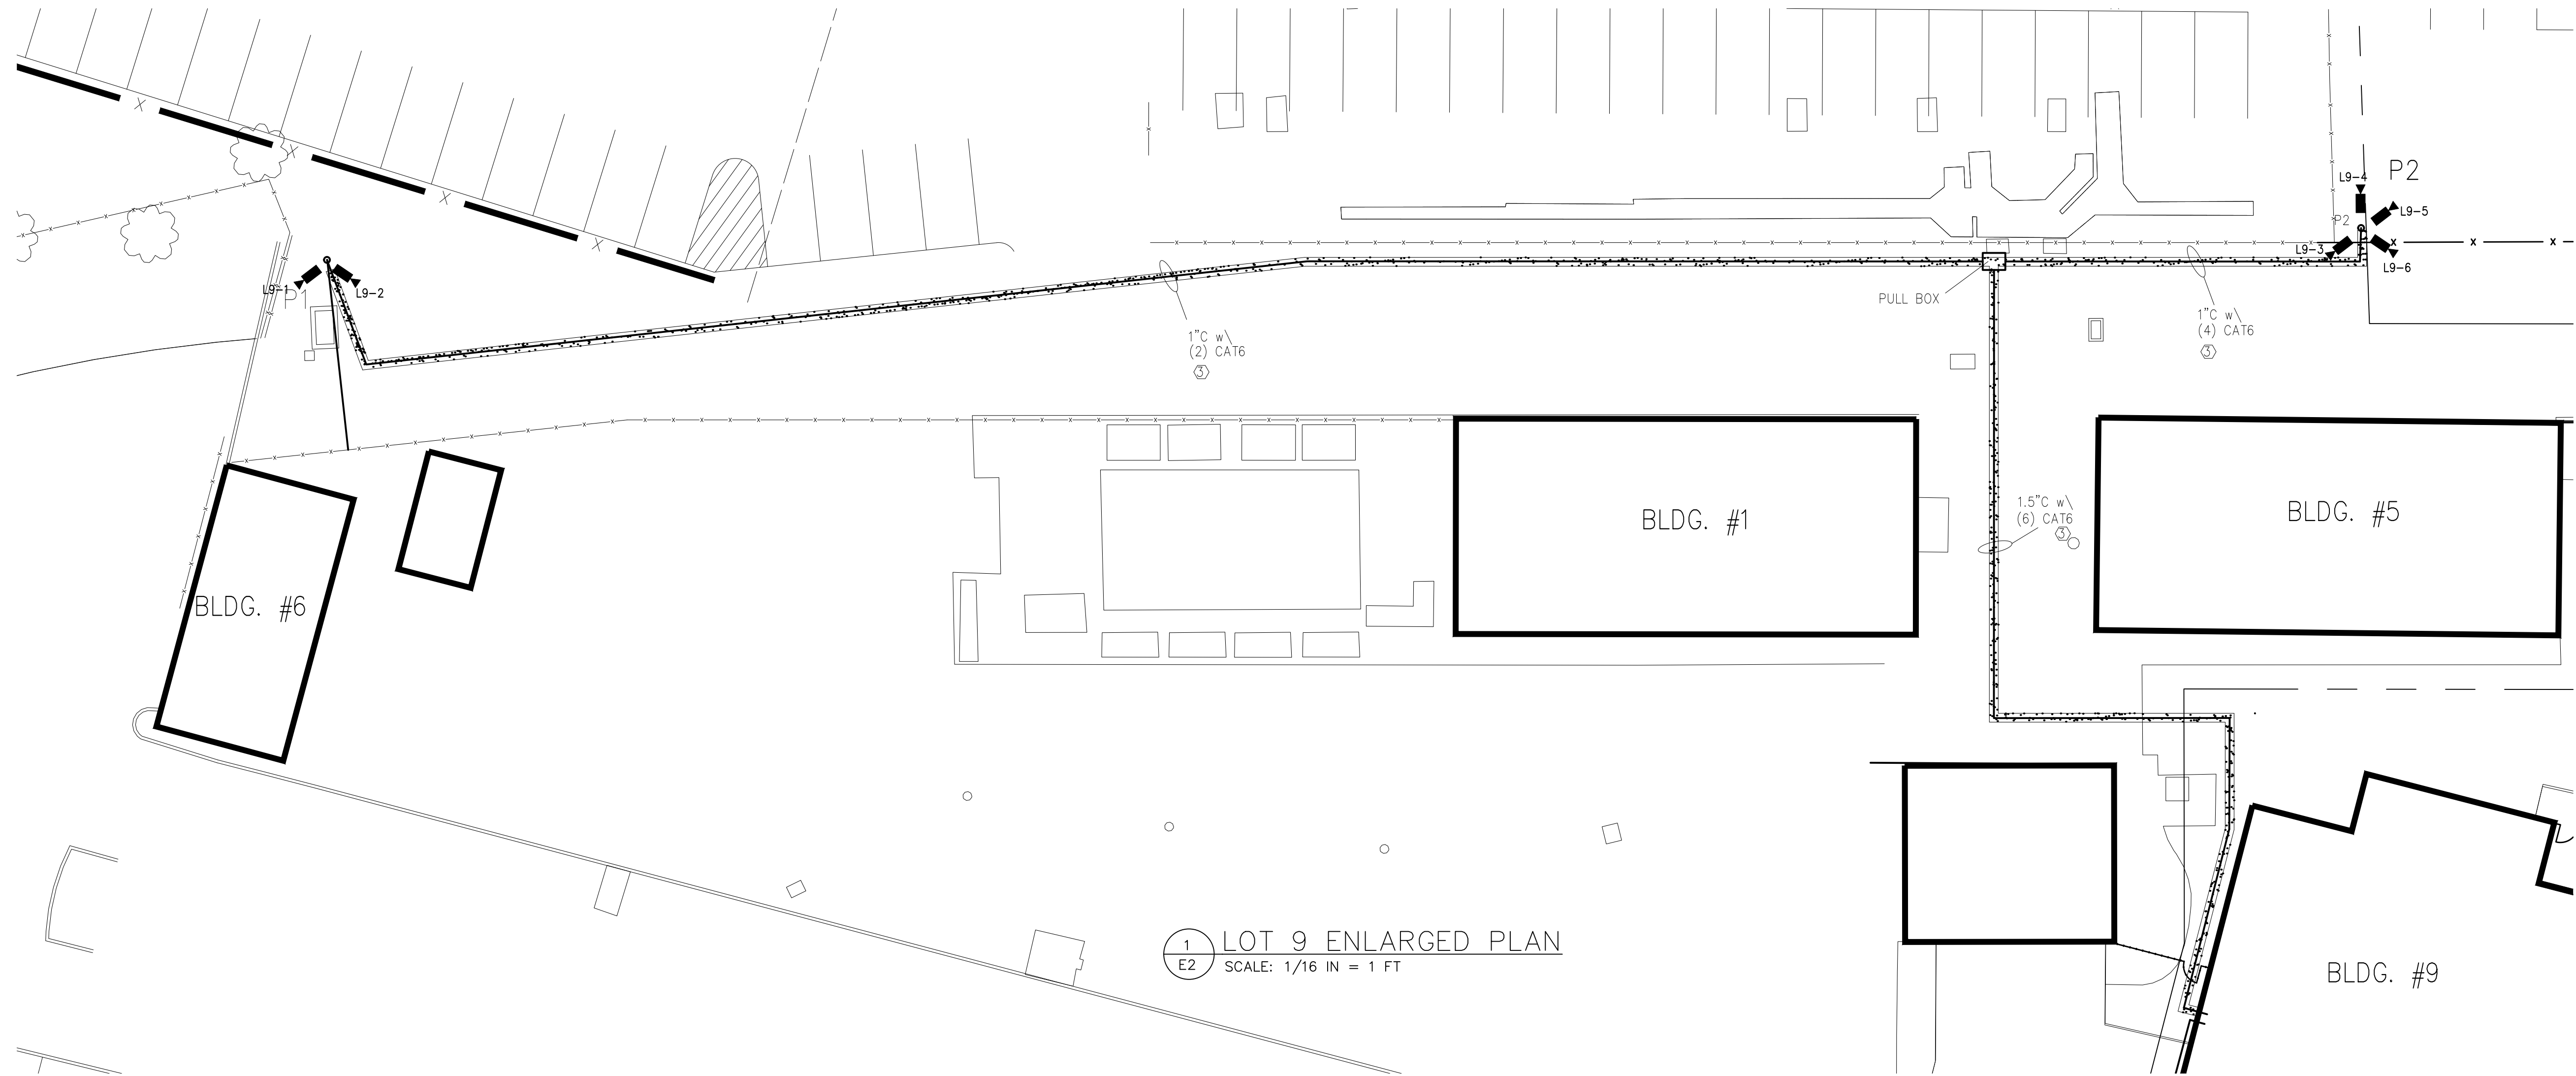 P2
L9-4
L9-5
P2
L9-3
L9-6
L9-1
P1
L9-2
PULL BOX
1"C w\
(2) CAT6
3
1"C w\
(4) CAT6
3
1.5"C w\
(6) CAT6
3
BLDG. #1
BLDG. #5
BLDG. #6
BLDG. #9
1
E2
LOT 9 ENLARGED PLAN
SCALE: 1/16 IN = 1 FT